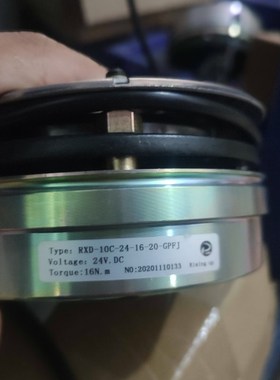 Type: RXD-10C-24-16-20-GPFJ
Voltage: 24V.DC
Torque:16N.m NO:20201110133